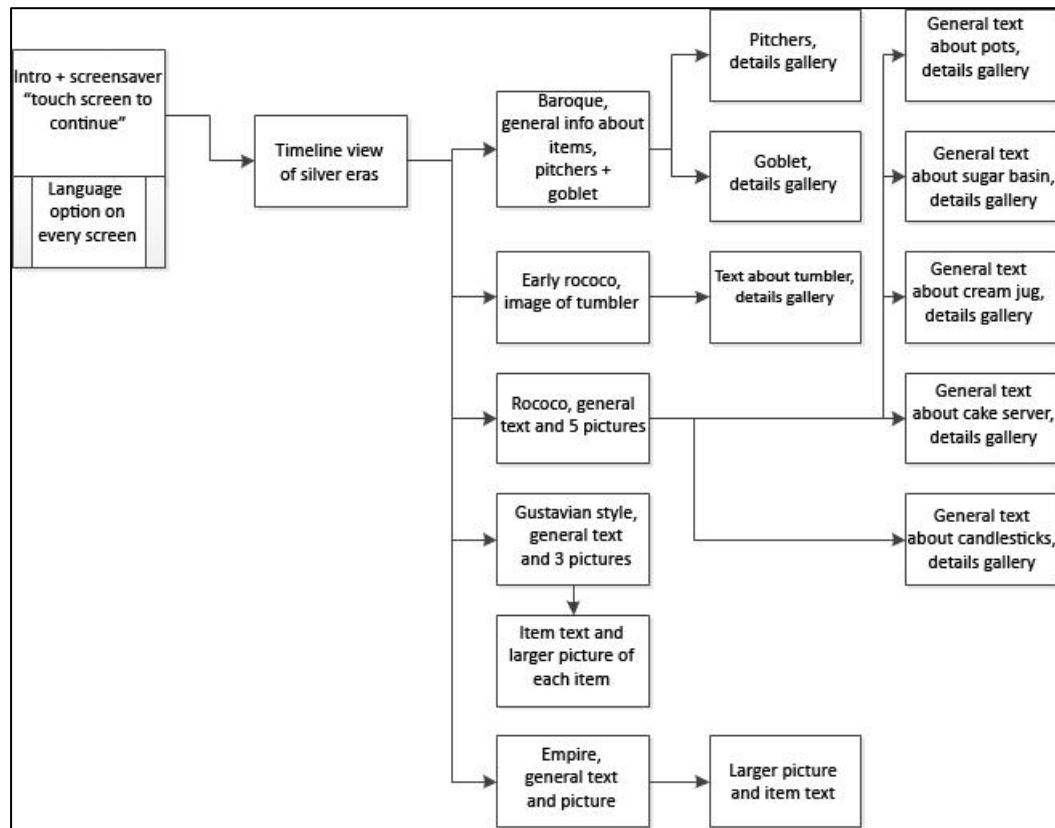 Intro + screensaver
“touch screen to
continue”
Language
option on
every screen
Timeline view
of silver eras
Baroque,
general info about
items,
pitchers +
goblet
Pitchers,
details gallery
Goblet,
details gallery
Early rococo,
image of tumbler
Text about tumbler,
details gallery
Rococo, general
text and 5 pictures
General text
about pots,
details gallery
General text
about sugar basin,
details gallery
General text
about cream jug,
details gallery
General text
about cake server,
details gallery
General text
about candlesticks,
details gallery
Gustavian style,
general text
and 3 pictures
Item text and
larger picture of
each item
Empire,
general text
and picture
Larger picture
and item text